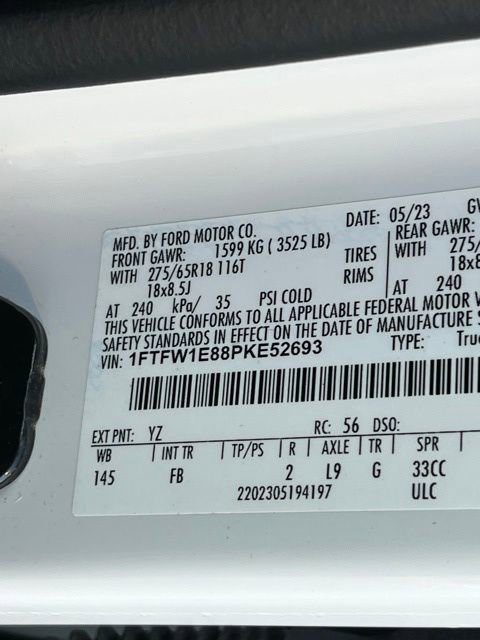 MFD. BY FORD MOTOR CO. DATE: 05/23 GV
FRONT GAWR: 1599 KG ( 3525 LB) REAR GAWR:
WITH 275/65R18 116T TIRES 275/
18x8.5J RIMS 18x8
AT 240 kPa/ 35 PSI COLD AT 240
THIS VEHICLE CONFORMS TO ALL APPLICABLE FEDERAL MOTOR V
SAFETY STANDARDS IN EFFECT ON THE DATE OF MANUFACTURE S
VIN: 1FTFW1E88PKE52693 TYPE: Truc
EXT PNT: YZ RC: 56 DSO:
WB INT TR TP/PS R AXLE TR SPR
145 FB 2 L9 G 33CC
2202305194197 ULC